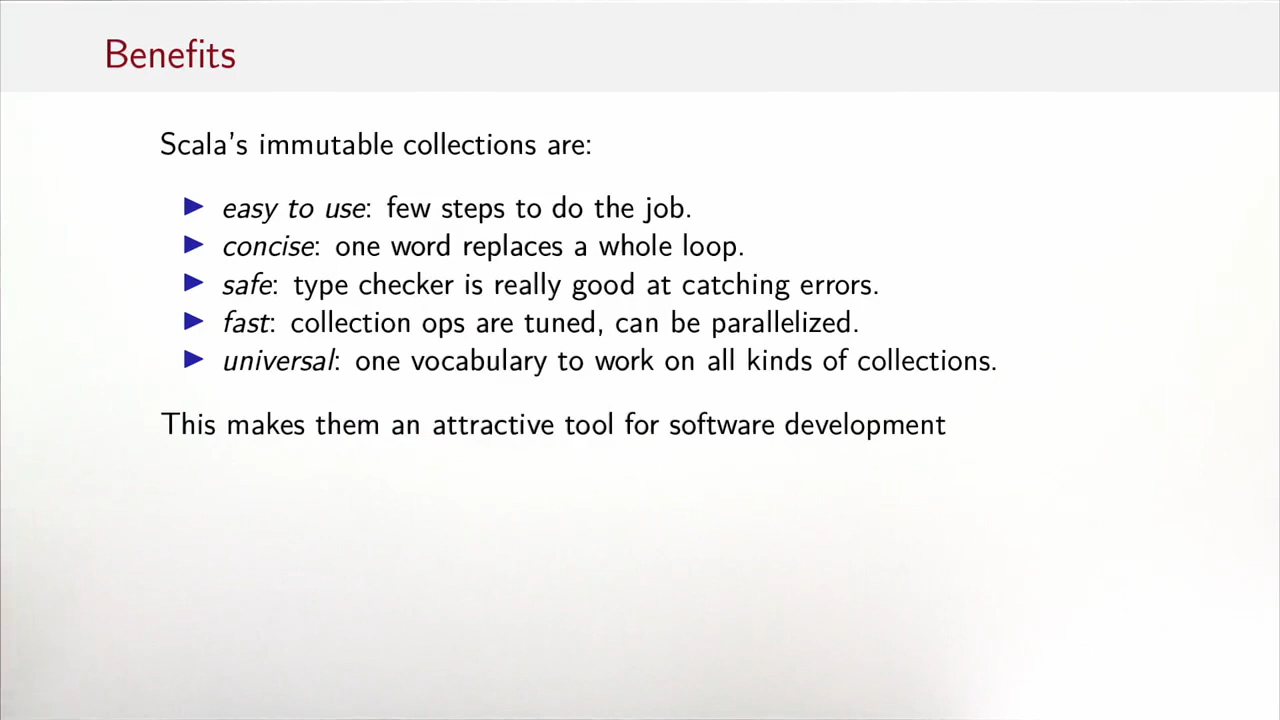 Benefits
Scala's immutable collections are:
▶ easy to use: few steps to do the job.
▶ concise: one word replaces a whole loop.
▶ safe: type checker is really good at catching errors.
▶ fast: collection ops are tuned, can be parallelized.
▶ universal: one vocabulary to work on all kinds of collections.
This makes them an attractive tool for software development